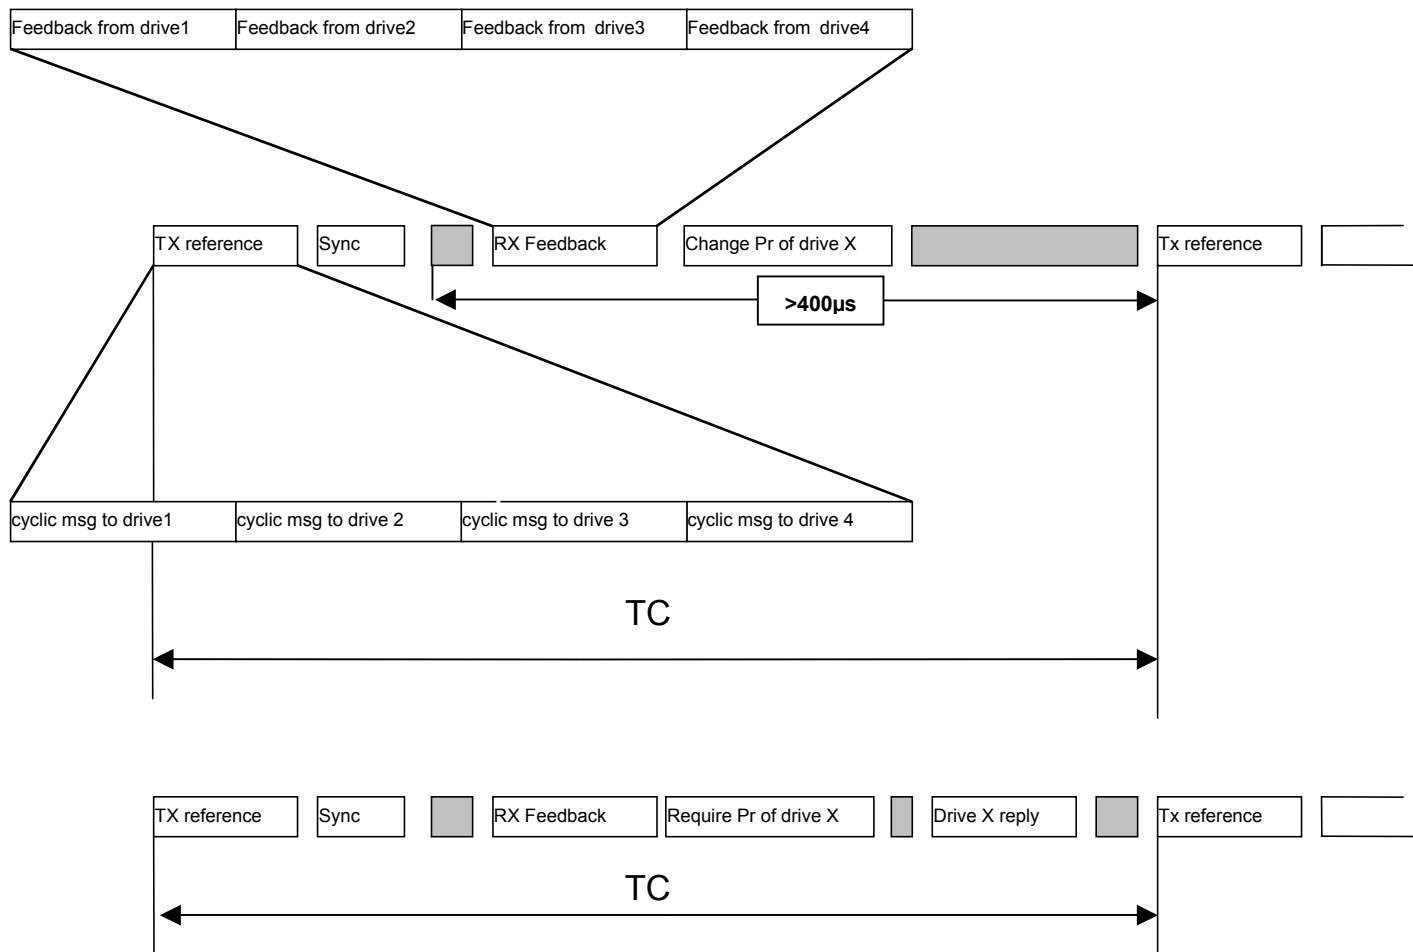 Feedback from drive1 Feedback from drive2 Feedback from  drive3 Feedback from  drive4
TX reference Sync RX Feedback Change Pr of drive X Tx reference
>400µs
cyclic msg to drive1 cyclic msg to drive 2 cyclic msg to drive 3 cyclic msg to drive 4
TC
TX reference Sync RX Feedback Require Pr of drive X Drive X reply Tx reference
TC